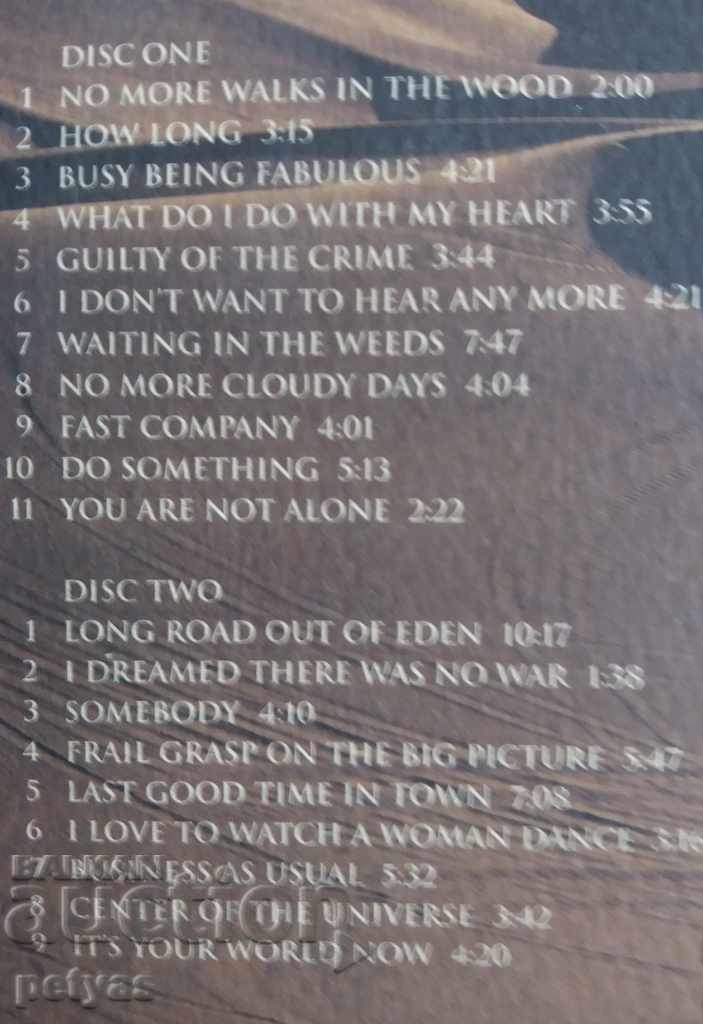 DISC ONE
1 NO MORE WALKS IN THE WOOD 2:00
2 HOW LONG 3:15
3 BUSY BEING FABULOUS 4:21
4 WHAT DO I DO WITH MY HEART 3:55
5 GUILTY OF THE CRIME 3:44
6 I DON'T WANT TO HEAR ANY MORE 4:21
7 WAITING IN THE WEEDS 7:47
8 NO MORE CLOUDY DAYS 4:04
9 FAST COMPANY 4:01
10 DO SOMETHING 5:13
11 YOU ARE NOT ALONE 2:22
DISC TWO
1 LONG ROAD OUT OF EDEN 10:17
2 I DREAMED THERE WAS NO WAR 1:38
3 SOMEBODY 4:10
4 FRAIL GRASP ON THE BIG PICTURE 5:47
5 LAST GOOD TIME IN TOWN 7:08
6 I LOVE TO WATCH A WOMAN DANCE 3:16
7 BUSINESS AS USUAL 5:32
8 CENTER OF THE UNIVERSE 3:42
9 IT'S YOUR WORLD NOW 4:20
auction
petyas